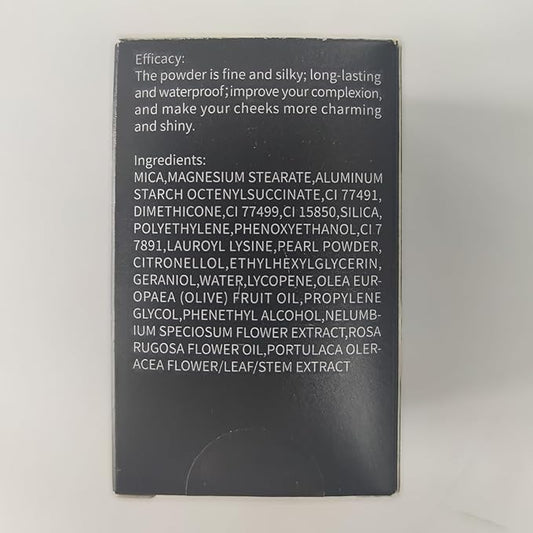 Efficacy:
The powder is fine and silky; long-lasting
and waterproof;improve your complexion,
and make your cheeks more charming
and shiny.
Ingredients:
MICA,MAGNESIUM STEARATE,ALUMINUM
STARCH OCTENYLSUCCINATE,CI 77491,
DIMETHICONE,CI 77499,CI 15850,SILICA,
POLYETHYLENE,PHENOXYETHANOL,CI 7
7891,LAUROYL LYSINE,PEARL POWDER,
CITRONELLOL,ETHYLHEXYLGLYCERIN,
GERANIOL,WATER,LYCOPENE,OLEA EUR-
OPAEA (OLIVE) FRUIT OIL,PROPYLENE
GLYCOL,PHENETHYL ALCOHOL,NELUMB-
IUM SPECIOSUM FLOWER EXTRACT,ROSA
RUGOSA FLOWER OIL,PORTULACA OLER-
ACEA FLOWER/LEAF/STEM EXTRACT